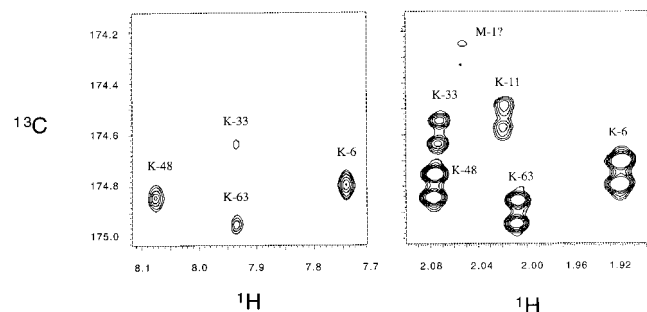 174.2
174.4
174.6
174.8
175.0
13C
K-33
K-48
K-6
K-63
8.1 8.0 7.9 7.8 7.7
1H
M-1?
K-33
K-11
K-6
K-48
K-63
2.08 2.04 2.00 1.96 1.92
1H